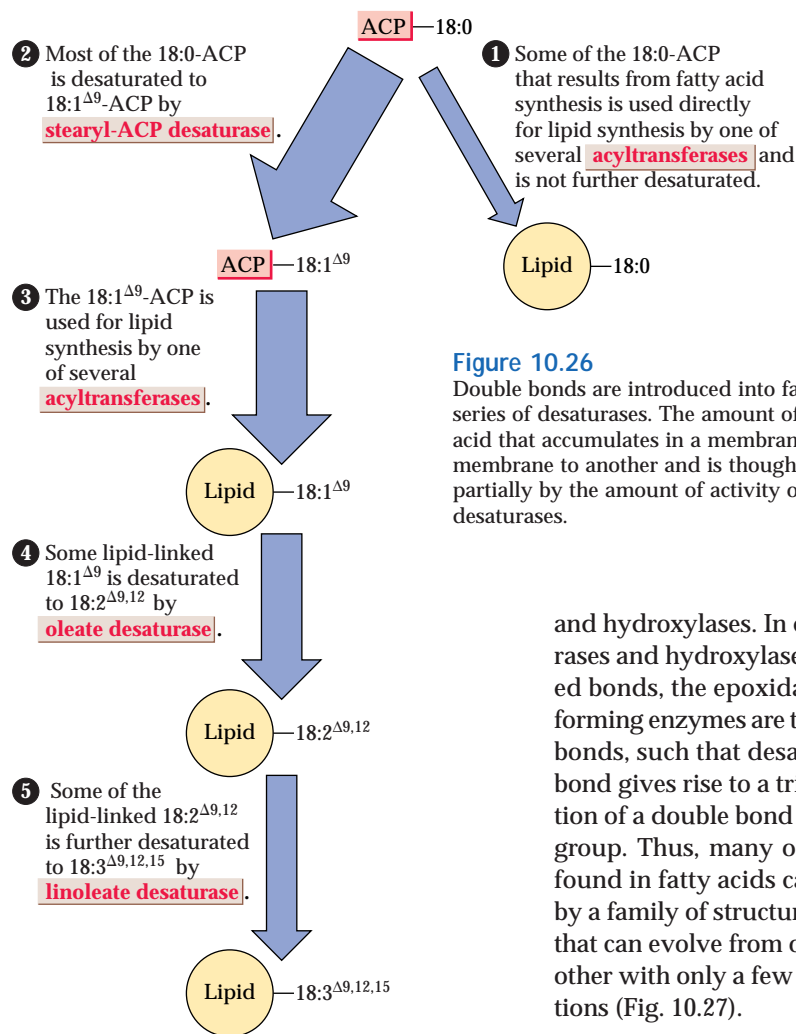 ACP 18:0
2 Most of the 18:0-ACP
is desaturated to
18:1Δ9-ACP by
stearyl-ACP desaturase.
1 Some of the 18:0-ACP
that results from fatty acid
synthesis is used directly
for lipid synthesis by one of
several acyltransferases and
is not further desaturated.
ACP 18:1Δ9
Lipid 18:0
3 The 18:1Δ9-ACP is
used for lipid
synthesis by one
of several
acyltransferases.
Lipid 18:1Δ9
Figure 10.26
Double bonds are introduced into
series of desaturases. The amount of
acid that accumulates in a
membrane to another and is
partially by the amount of activity
desaturases.
4 Some lipid-linked
18:1Δ9 is desaturated
to 18:2Δ9,12 by
oleate desaturase.
Lipid 18:2Δ9,12
5 Some of the
lipid-linked 18:2Δ9,12
is further desaturated
to 18:3Δ9,12,15 by
linoleate desaturase.
Lipid 18:3Δ9,12,15
and hydroxylases. In
rases and hydroxylase
ed bonds, the
forming enzymes are
bonds, such that
bond gives rise to a
tion of a double bond
group. Thus, many
found in fatty acids
by a family of
that can evolve from
other with only a few
tions (Fig. 10.27).